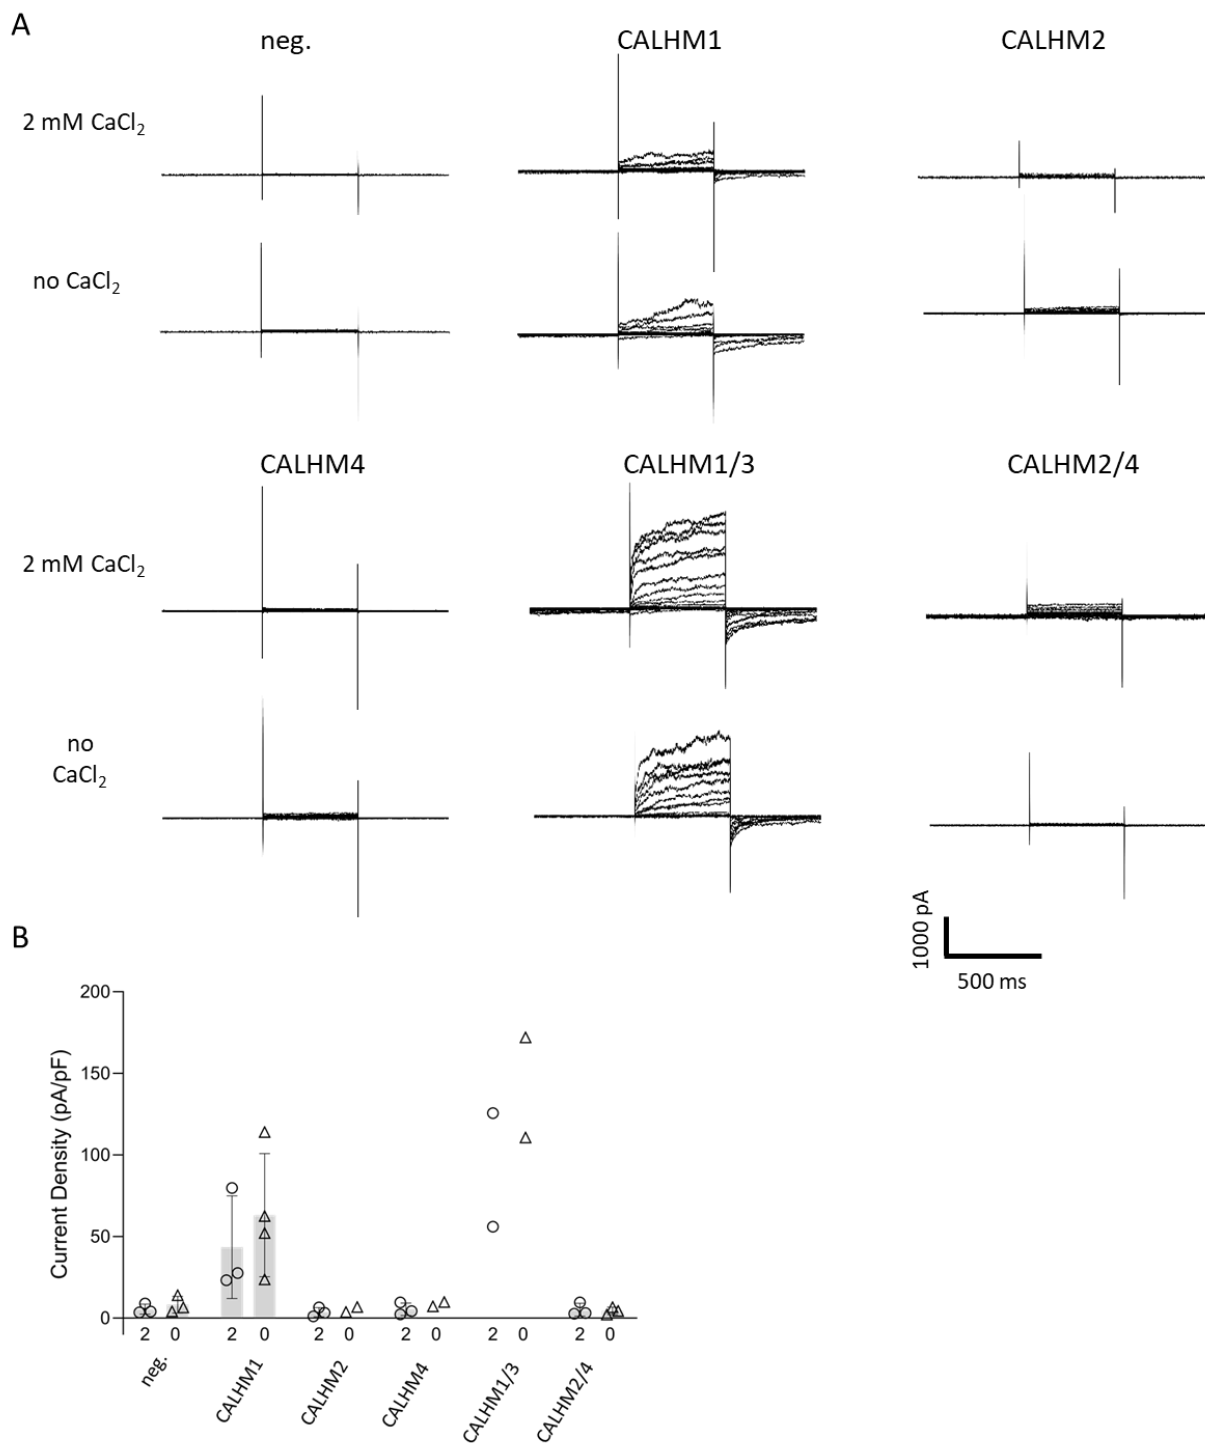 A
neg. CALHM1 CALHM2
2 mM CaCl₂
no CaCl₂
CALHM4 CALHM1/3 CALHM2/4
2 mM CaCl₂
no
CaCl₂
1000 pA
500 ms
B
Current Density (pA/pF)
200
150
100
50
0
2 0 2 0 2 0 2 0 2 0 2 0
neg. CALHM1 CALHM2 CALHM4 CALHM1/3 CALHM2/4